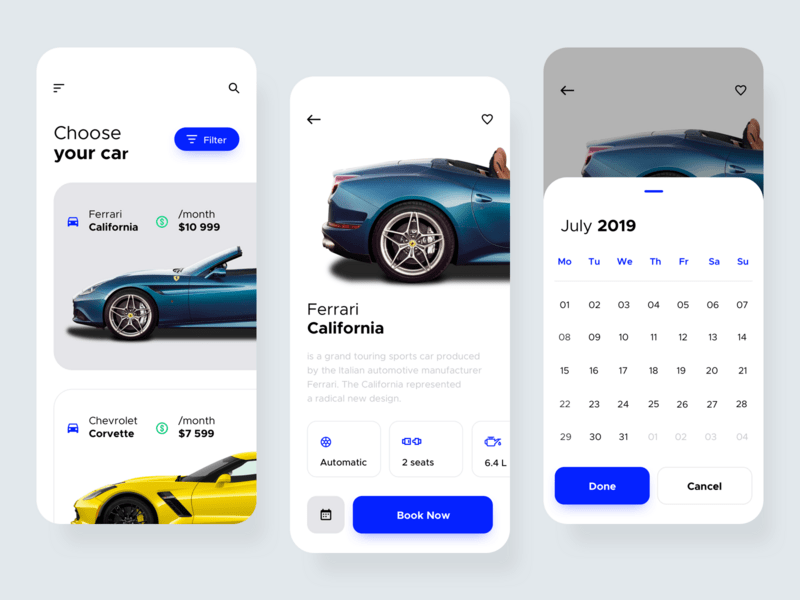 Choose
your car
Filter
Ferrari
California
/month
$10 999
Chevrolet
Corvette
/month
$7 599
Ferrari
California
is a grand touring sports car produced
by the Italian automotive manufacturer
Ferrari. The California represented
a radical new design.
Automatic
2 seats
6.4 L
Book Now
July 2019
Mo Tu We Th Fr Sa Su
01 02 03 04 05 06 07
08 09 10 11 12 13 14
15 16 17 18 19 20 21
22 23 24 25 26 27 28
29 30 31 01 02 03 04
Done
Cancel